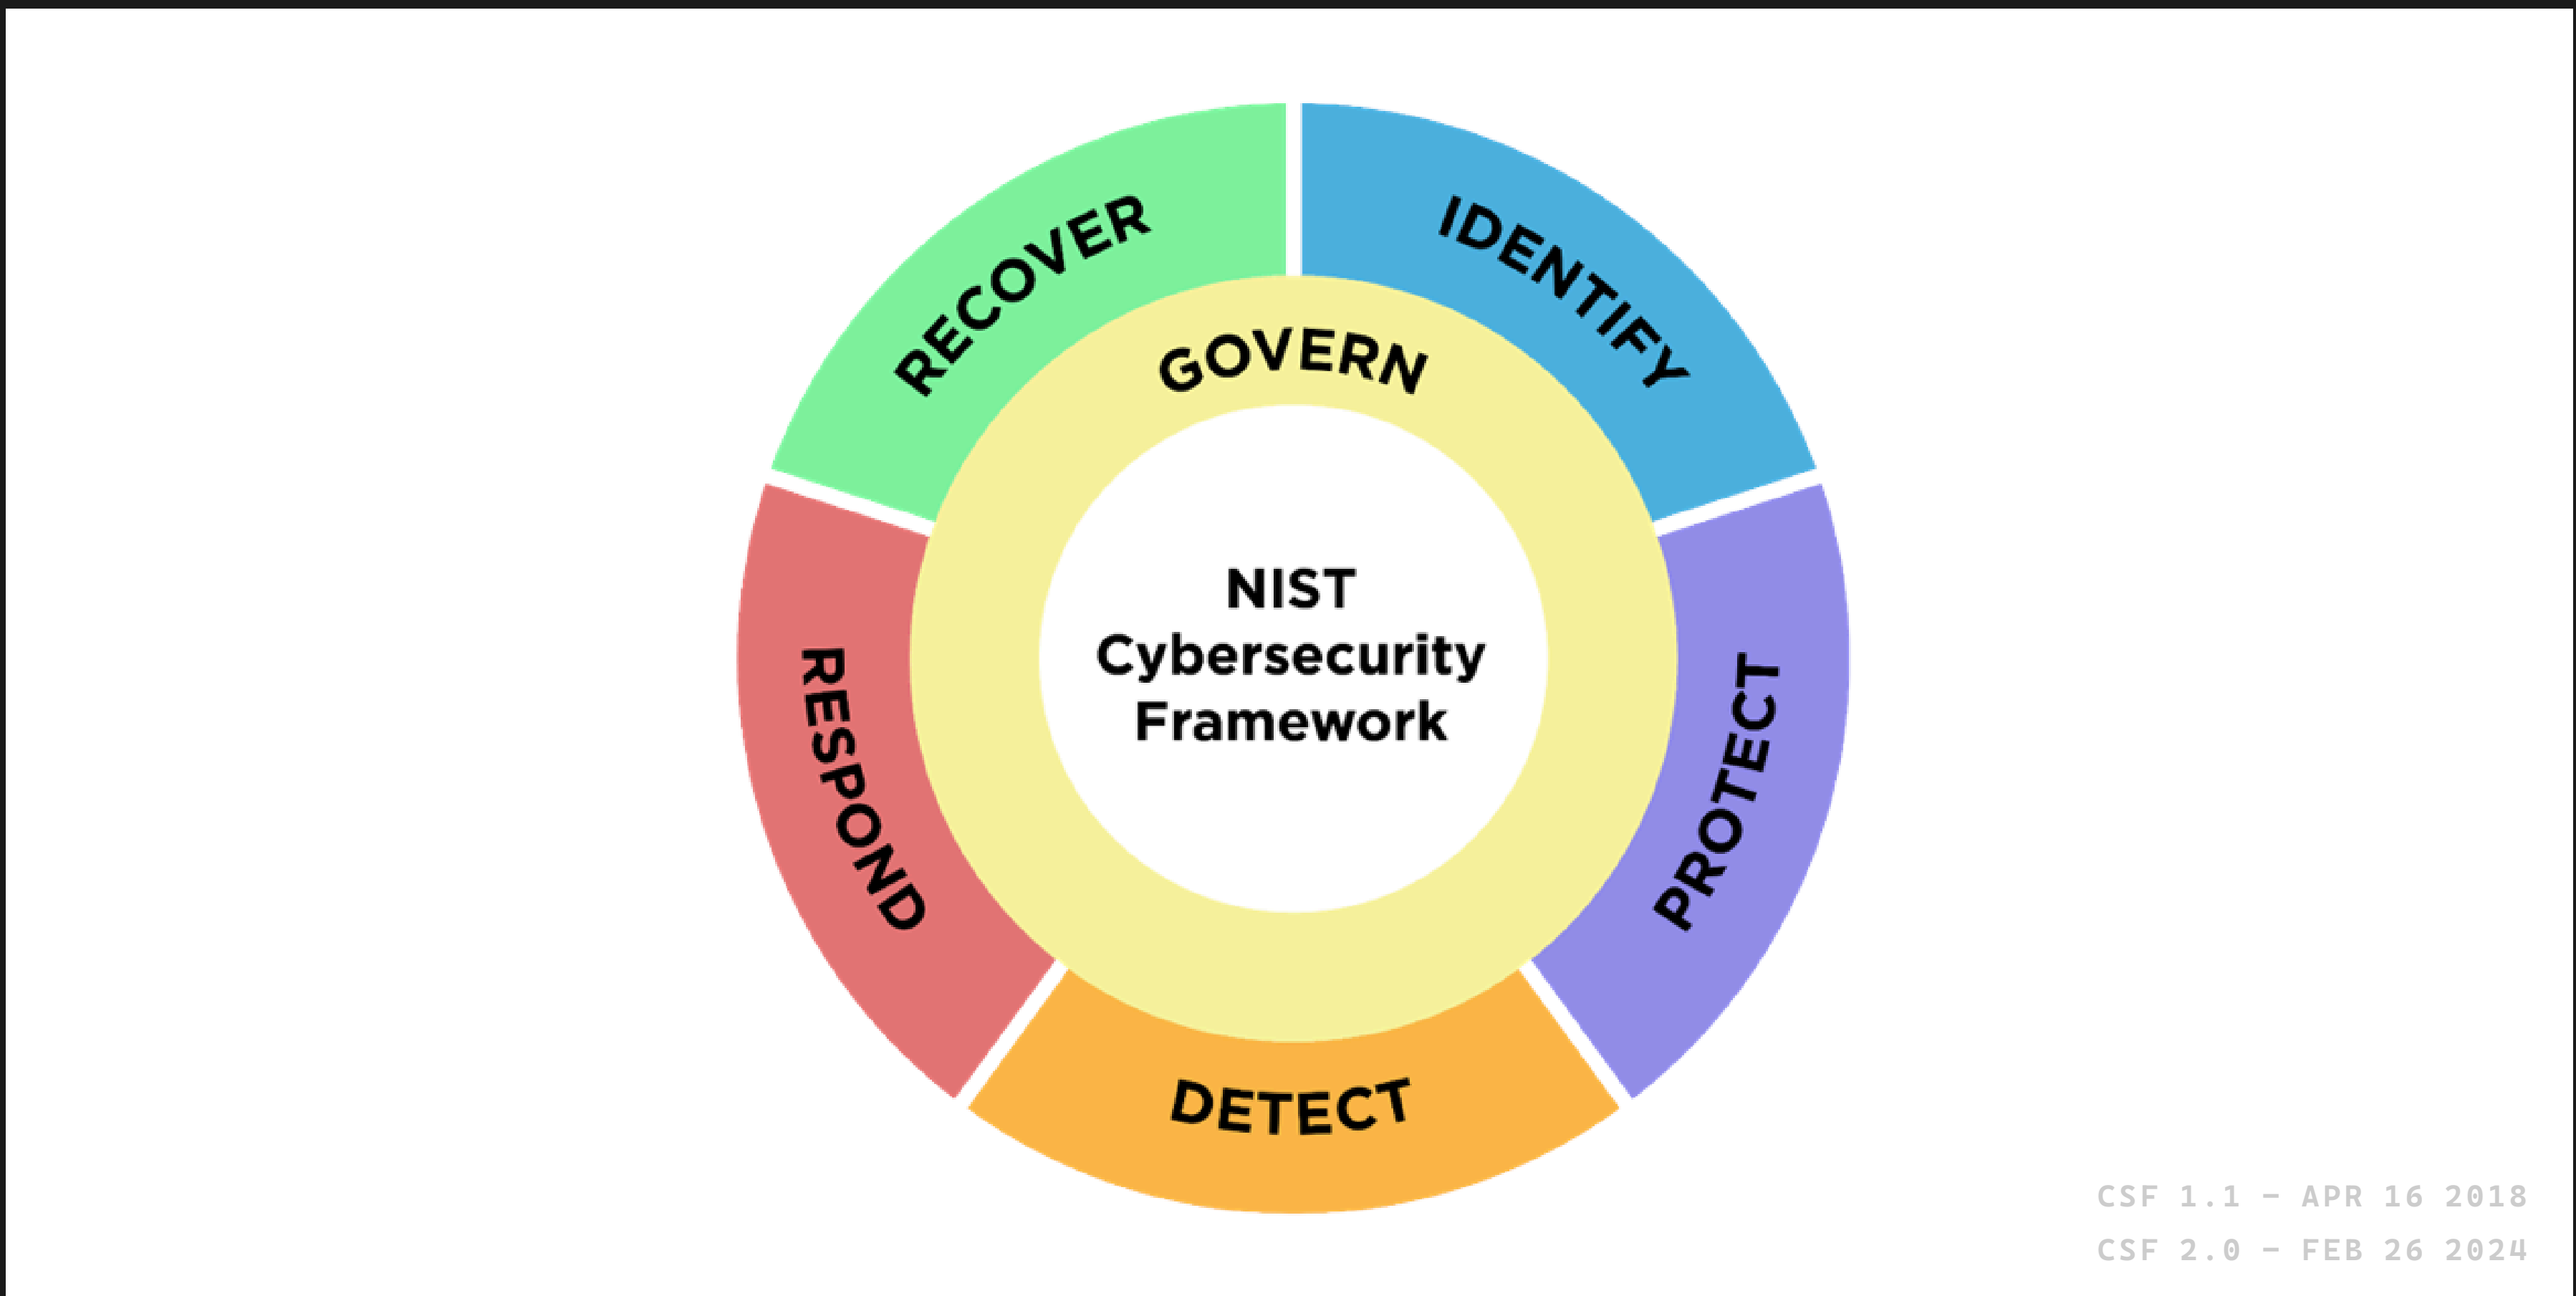 RECOVER
IDENTIFY
GOVERN
NIST
Cybersecurity
Framework
RESPOND
PROTECT
DETECT
CSF 1.1 – APR 16 2018
CSF 2.0 – FEB 26 2024